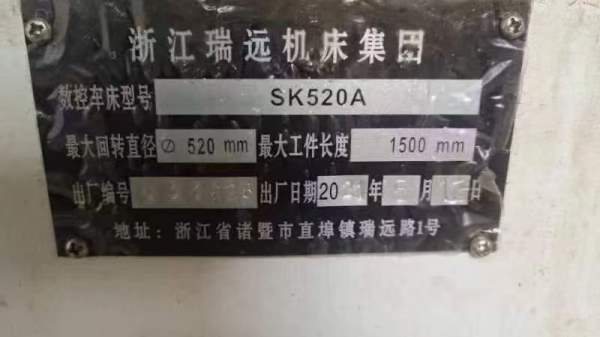 浙江瑞远机床集团
数控车床型号 SK520A
最大回转直径 ∅ 520 mm 最大工件长度 1500 mm
出厂编号 出厂日期 20 年 月 日
地址：浙江省诸暨市直埠镇瑞远路1号